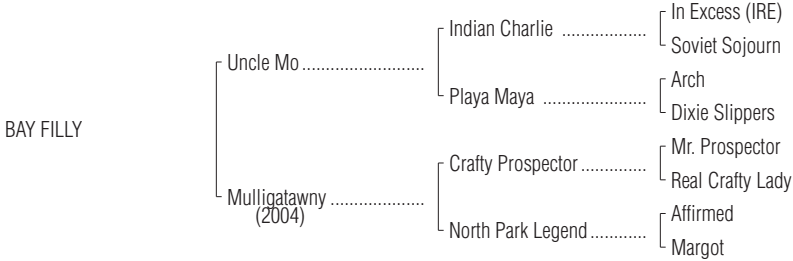 In Excess (IRE)
Indian Charlie ..................
Soviet Sojourn
Uncle Mo ..........................
Arch
Playa Maya ......................
Dixie Slippers
BAY FILLY
Mr. Prospector
Crafty Prospector ..............
Real Crafty Lady
Mulligatawny ....................
(2004)
Affirmed
North Park Legend ............
Margot